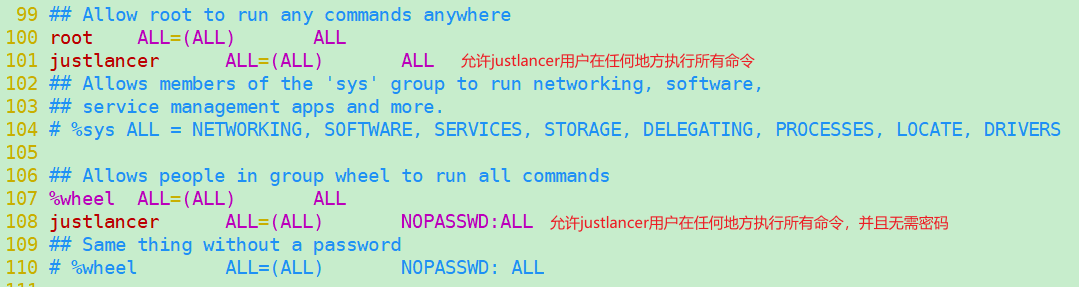 99 ## Allow root to run any commands anywhere
100 root    ALL=(ALL)       ALL
101 justlancer      ALL=(ALL)       ALL  允许justlancer用户在任何地方执行所有命令
102 ## Allows members of the 'sys' group to run networking, software,
103 ## service management apps and more.
104 # %sys ALL = NETWORKING, SOFTWARE, SERVICES, STORAGE, DELEGATING, PROCESSES, LOCATE, DRIVERS
105
106 ## Allows people in group wheel to run all commands
107 %wheel  ALL=(ALL)       ALL
108 justlancer      ALL=(ALL)       NOPASSWD:ALL  允许justlancer用户在任何地方执行所有命令，并且无需密码
109 ## Same thing without a password
110 # %wheel        ALL=(ALL)       NOPASSWD: ALL